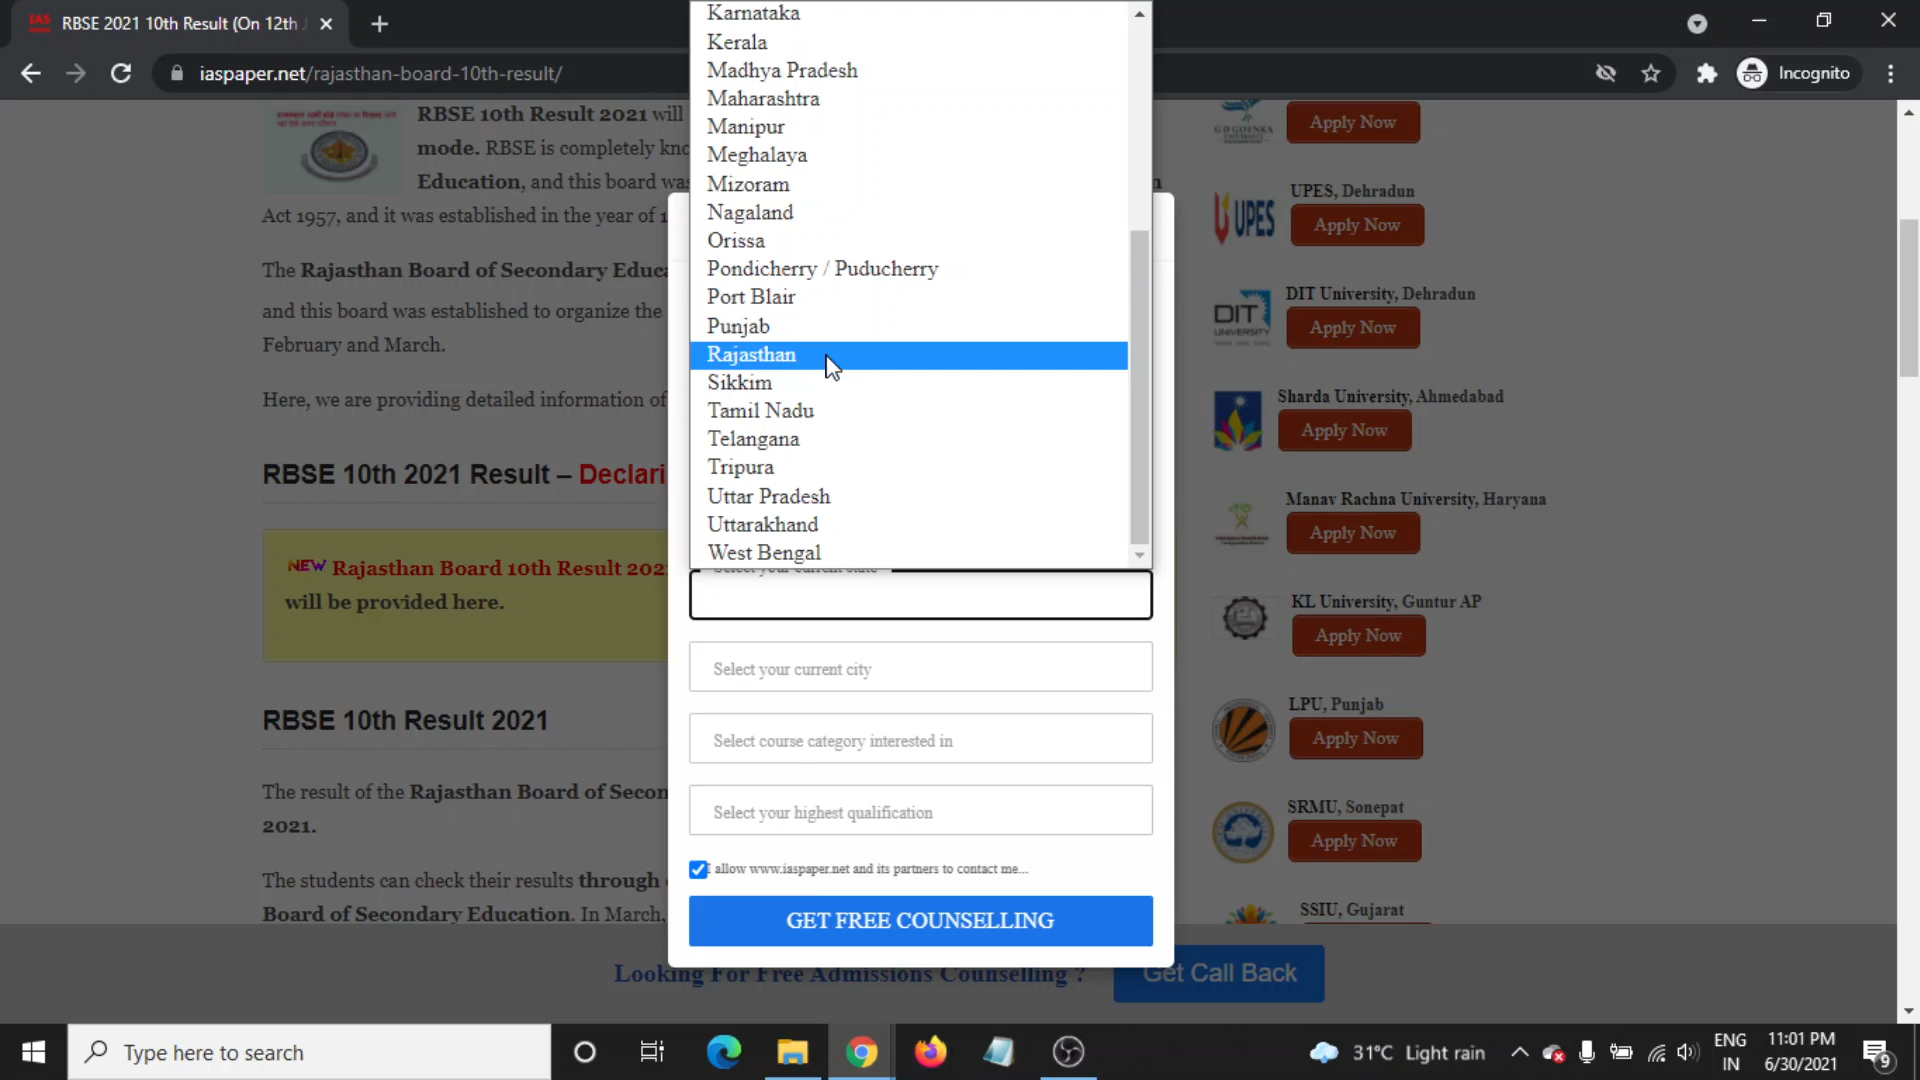 RBSE 2021 10th Result (On 12th
iaspaper.net/rajasthan-board-10th-result/
Incognito
RBSE 10th Result 2021 will
mode. RBSE is completely
Education, and this board
Act 1957, and it was established in the year of
The Rajasthan Board of Secondary
and this board was established to organize the
February and March.
Here, we are providing detailed information of
RBSE 10th 2021 Result –
NEW Rajasthan Board 10th Result
will be provided here.
RBSE 10th Result 2021
The result of the Rajasthan Board of
2021.
The students can check their results through
Board of Secondary Education. In March,
Karnataka
Kerala
Madhya Pradesh
Maharashtra
Manipur
Meghalaya
Mizoram
Nagaland
Orissa
Pondicherry / Puducherry
Port Blair
Punjab
Rajasthan
Sikkim
Tamil Nadu
Telangana
Tripura
Uttar Pradesh
Uttarakhand
West Bengal
Select your current state
Select your current city
Select course category interested in
Select your highest qualification
I allow www.iaspaper.net and its partners to contact me...
GET FREE COUNSELLING
Looking For Free Admissions Counselling ?
Get Call Back
G D GOENKA
Apply Now
UPES
UPES, Dehradun
Apply Now
DIT
UNIVERSITY
DIT University, Dehradun
Apply Now
Sharda University, Ahmedabad
Apply Now
Manav Rachna University, Haryana
Apply Now
KL University, Guntur AP
Apply Now
LPU, Punjab
Apply Now
SRMU, Sonepat
Apply Now
SSIU, Gujarat
Type here to search
31°C Light rain
ENG
IN
11:01 PM
6/30/2021
9